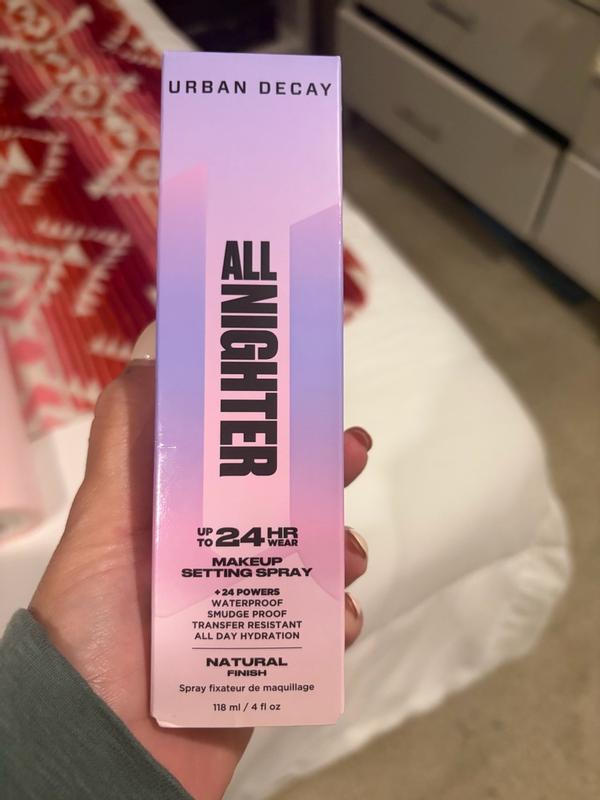 URBAN DECAY
ALL
NIGHTER
UP TO 24 HR WEAR
MAKEUP
SETTING SPRAY
+24 POWERS
WATERPROOF
SMUDGE PROOF
TRANSFER RESISTANT
ALL DAY HYDRATION
NATURAL
FINISH
Spray fixateur de maquillage
118 ml / 4 fl oz